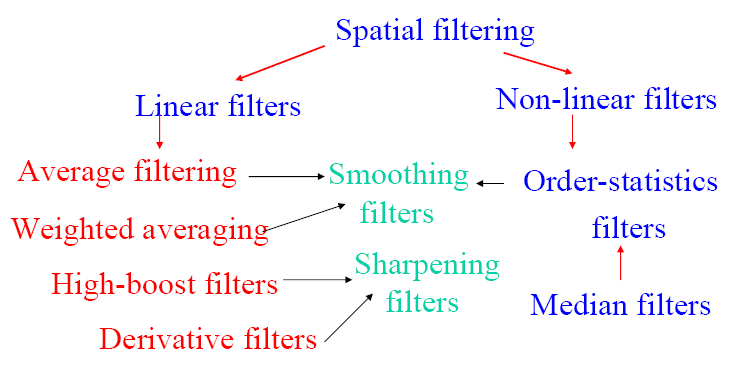 Spatial filtering
Linear filters
Non-linear filters
Average filtering
Smoothing
filters
Order-statistics
filters
Weighted averaging
High-boost filters
Sharpening
filters
Median filters
Derivative filters